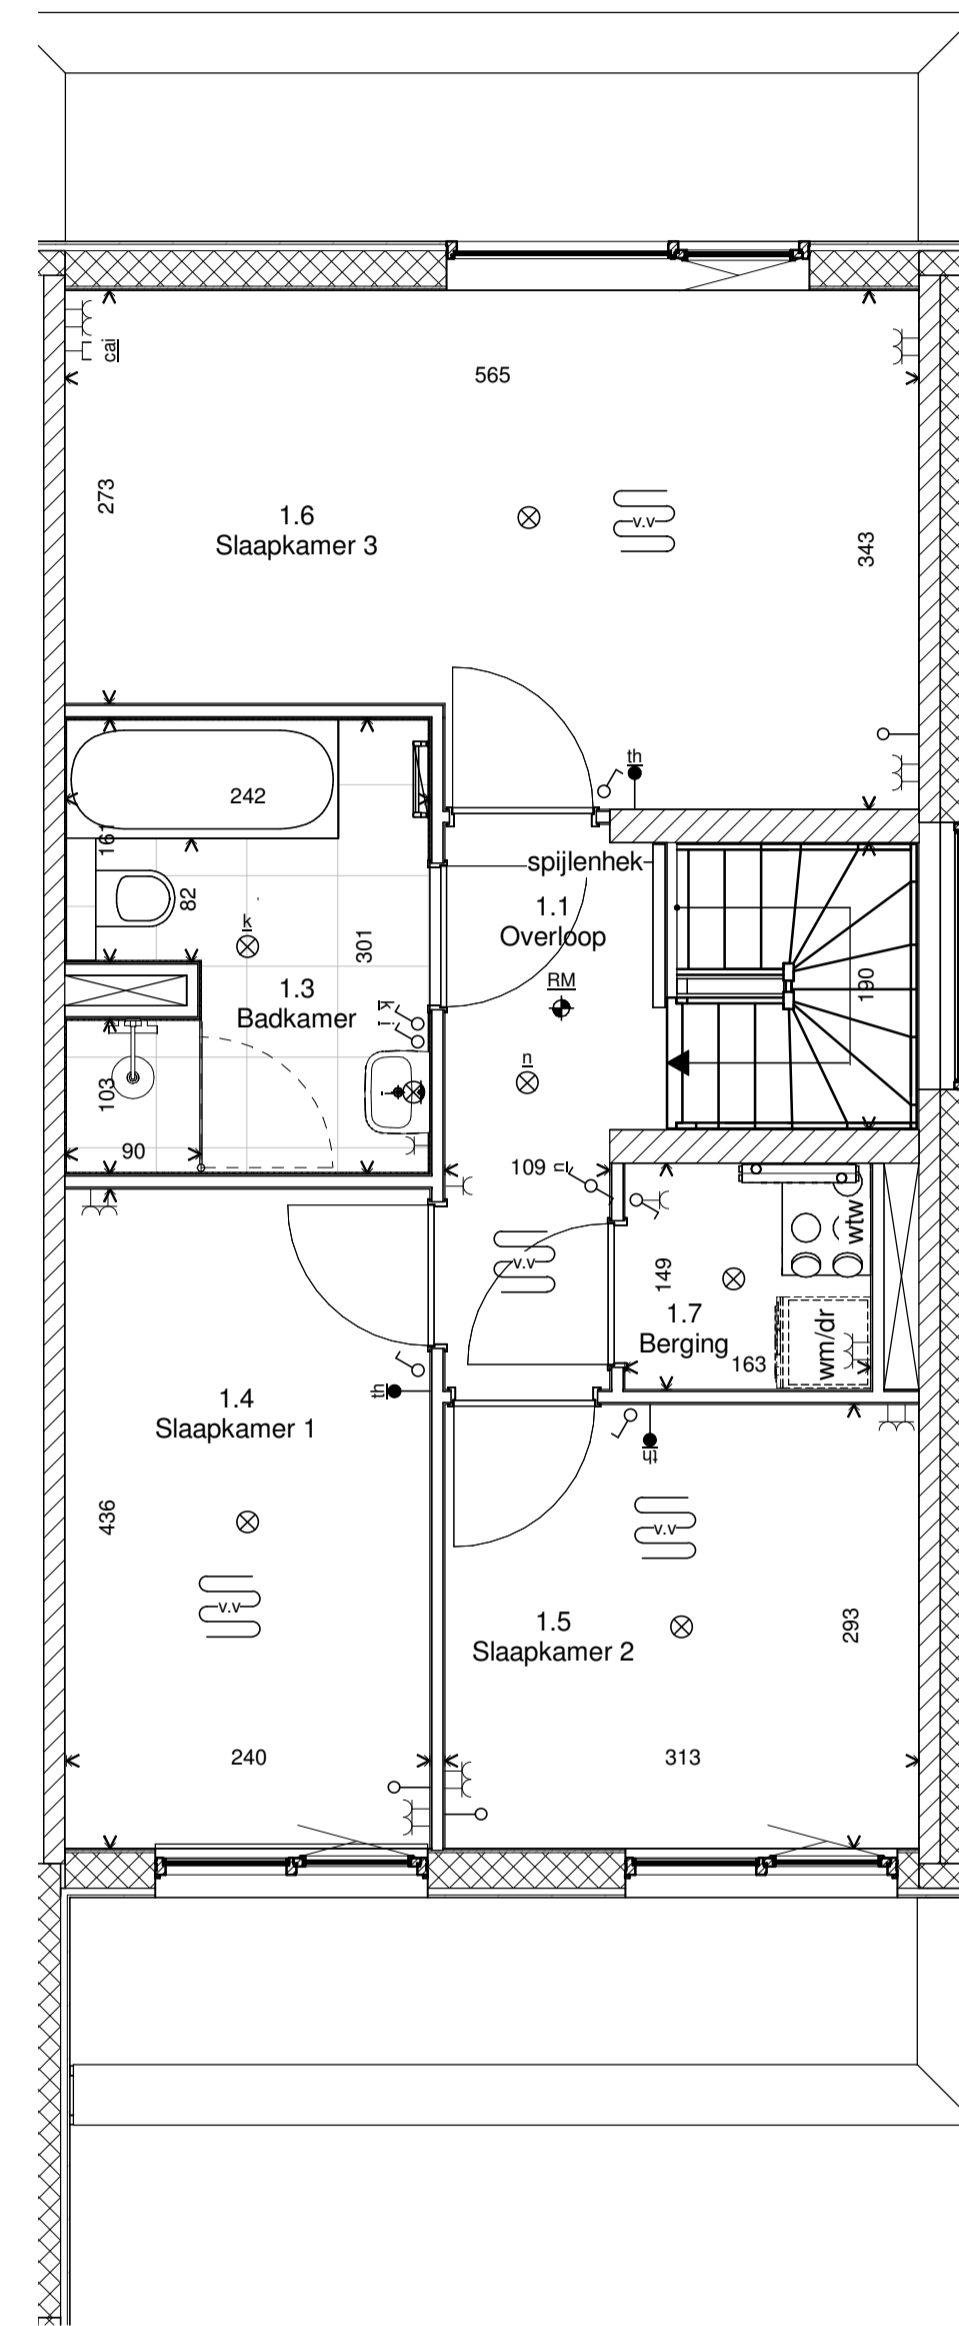 cai
565
273
1.6
Slaapkamer 3
v.v
343
th
242
161
82
k
301
spijlenhek
1.1
Overloop
RM
190
1.3
Badkamer
k
n
103
90
109
n
wtw
v.v
149
1.7
Berging
163
wm/dr
th
1.4
Slaapkamer 1
th
436
v.v
v.v
1.5
Slaapkamer 2
293
240
313